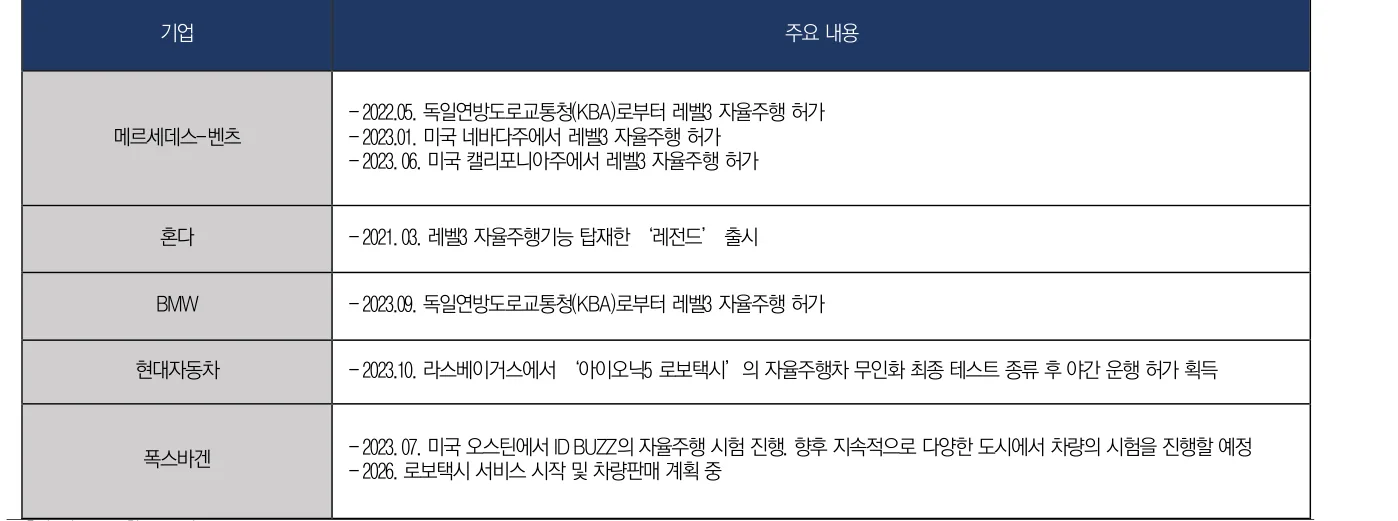 기업
주요 내용
메르세데스-벤츠
- 2022.05. 독일연방도로교통청(KBA)로부터 레벨3 자율주행 허가
- 2023.01. 미국 네바다주에서 레벨3 자율주행 허가
- 2023. 06. 미국 캘리포니아주에서 레벨3 자율주행 허가
혼다
- 2021. 03. 레벨3 자율주행기능 탑재한 ‘레전드’ 출시
BMW
- 2023.09. 독일연방도로교통청(KBA)로부터 레벨3 자율주행 허가
현대자동차
- 2023.10. 라스베이거스에서 ‘아이오닉5 로보택시’의 자율주행차 무인화 최종 테스트 종류 후 야간 운행 허가 획득
폭스바겐
- 2023. 07. 미국 오스틴에서 ID BUZZ의 자율주행 시험 진행. 향후 지속적으로 다양한 도시에서 차량의 시험을 진행할 예정
- 2026. 로보택시 서비스 시작 및 차량판매 계획 중